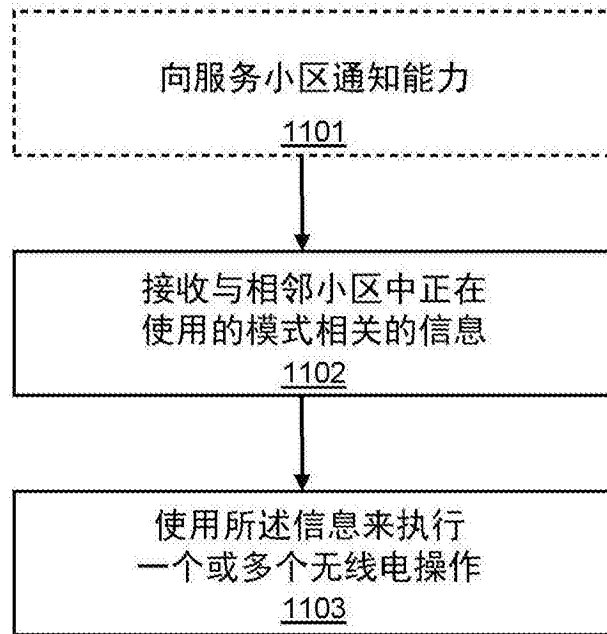 向服务小区通知能力
1101
接收与相邻小区中正在
使用的模式相关的信息
1102
使用所述信息来执行
一个或多个无线电操作
1103